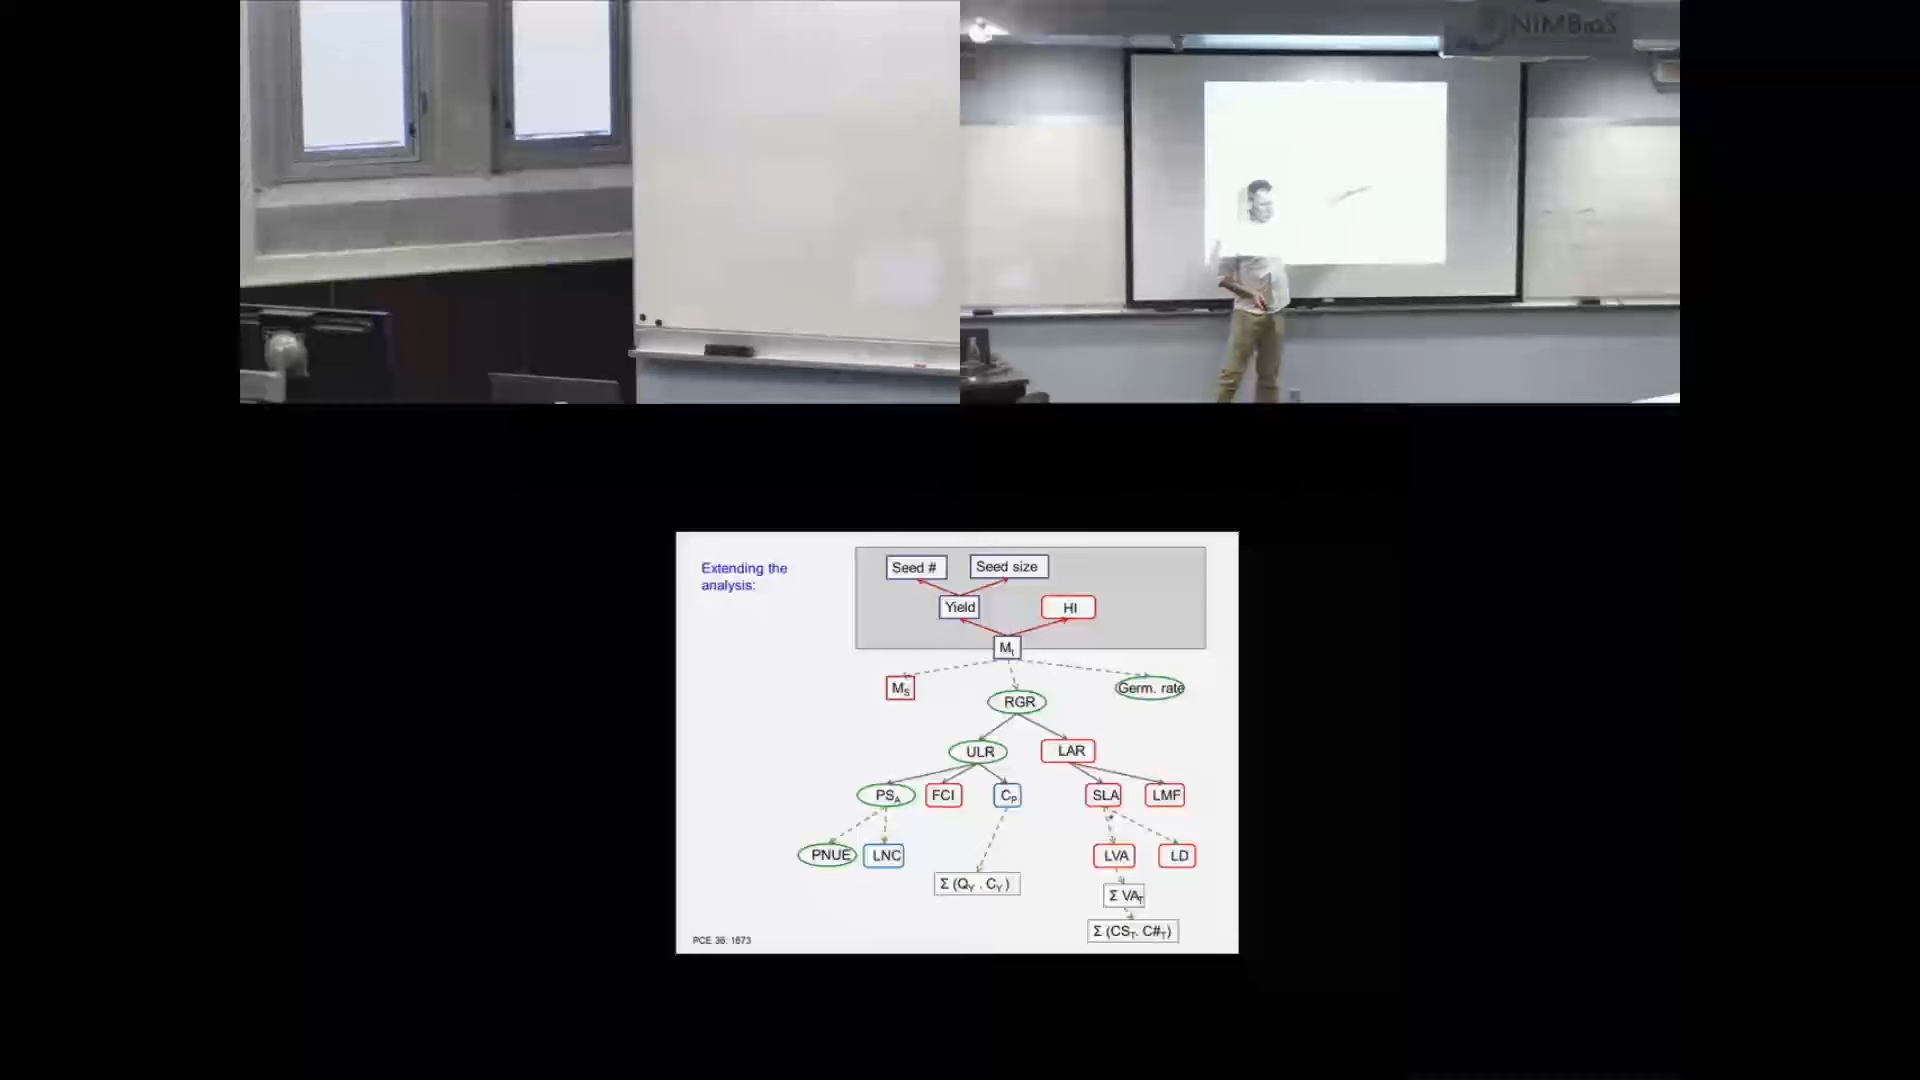 NIMBioS
Extending the
analysis:
Seed #
Seed size
Yield
HI
Mt
MS
RGR
Germ. rate
ULR
LAR
PSA
FCI
CP
SLA
LMF
PNUE
LNC
LVA
LD
Σ (QY . CY )
Σ VAT
Σ (CST. C#T)
PCE 36: 1673